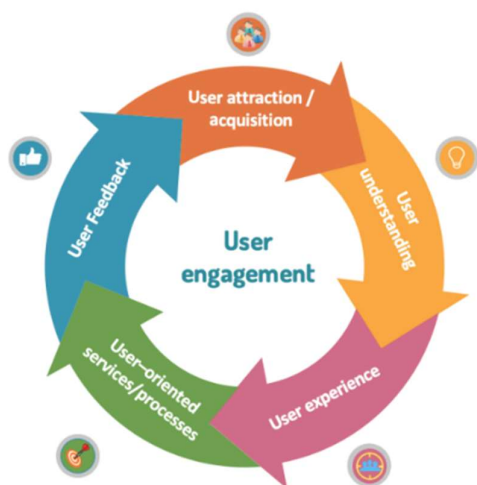 User attraction /
acquisition
User
understanding
User experience
User-oriented
services/processes
User Feedback
User
engagement